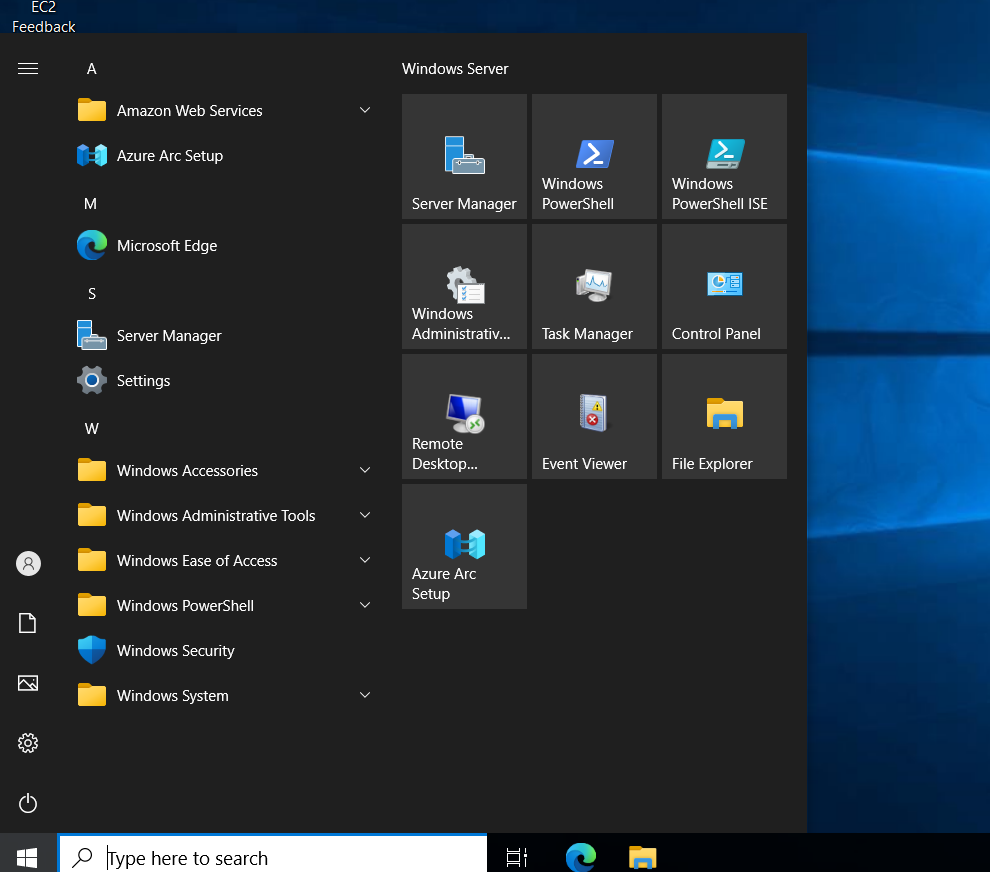 EC2
Feedback
A
Amazon Web Services
Azure Arc Setup
M
Microsoft Edge
S
Server Manager
Settings
W
Windows Accessories
Windows Administrative Tools
Windows Ease of Access
Windows PowerShell
Windows Security
Windows System
Windows Server
Server Manager
Windows
PowerShell
Windows
PowerShell ISE
Windows
Administrativ...
Task Manager
Control Panel
Remote
Desktop...
Event Viewer
File Explorer
Azure Arc
Setup
Type here to search